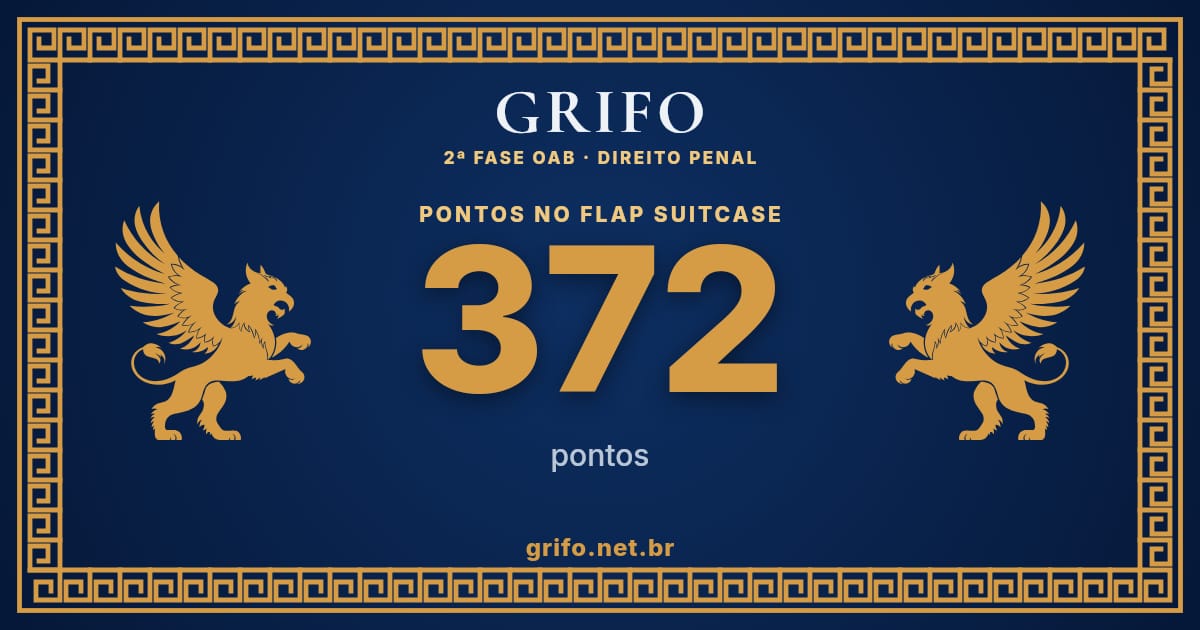 GRIFO
2ª FASE OAB · DIREITO PENAL
PONTOS NO FLAP SUITCASE
372
pontos
grifo.net.br